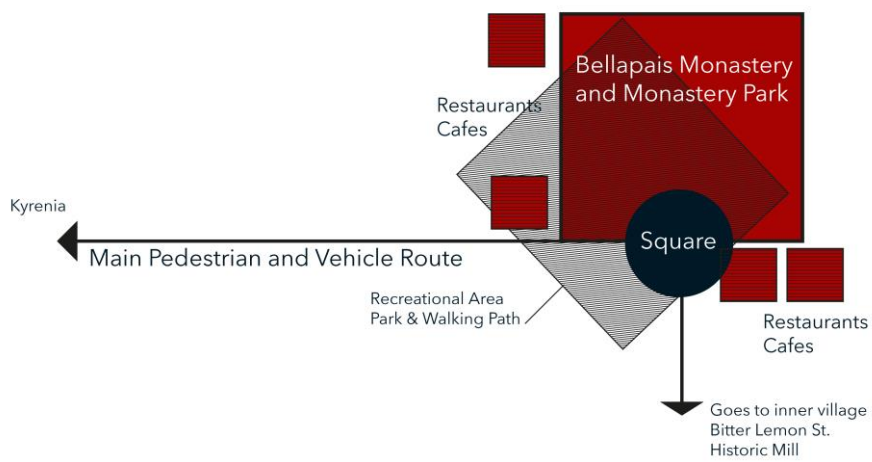 Bellapais Monastery
and Monastery Park
Restaurants
Cafes
Kyrenia
Square
Main Pedestrian and Vehicle Route
Recreational Area
Park & Walking Path
Restaurants
Cafes
Goes to inner village
Bitter Lemon St.
Historic Mill